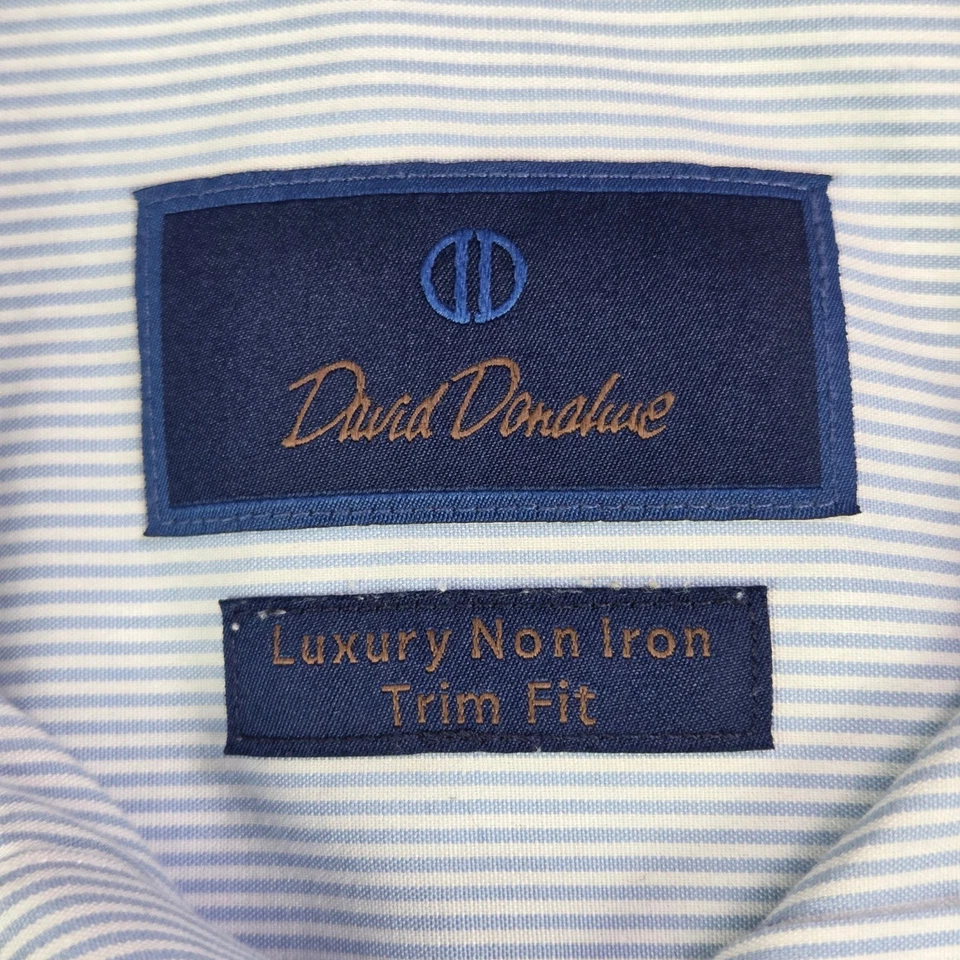 David Donahue
Luxury Non Iron
Trim Fit